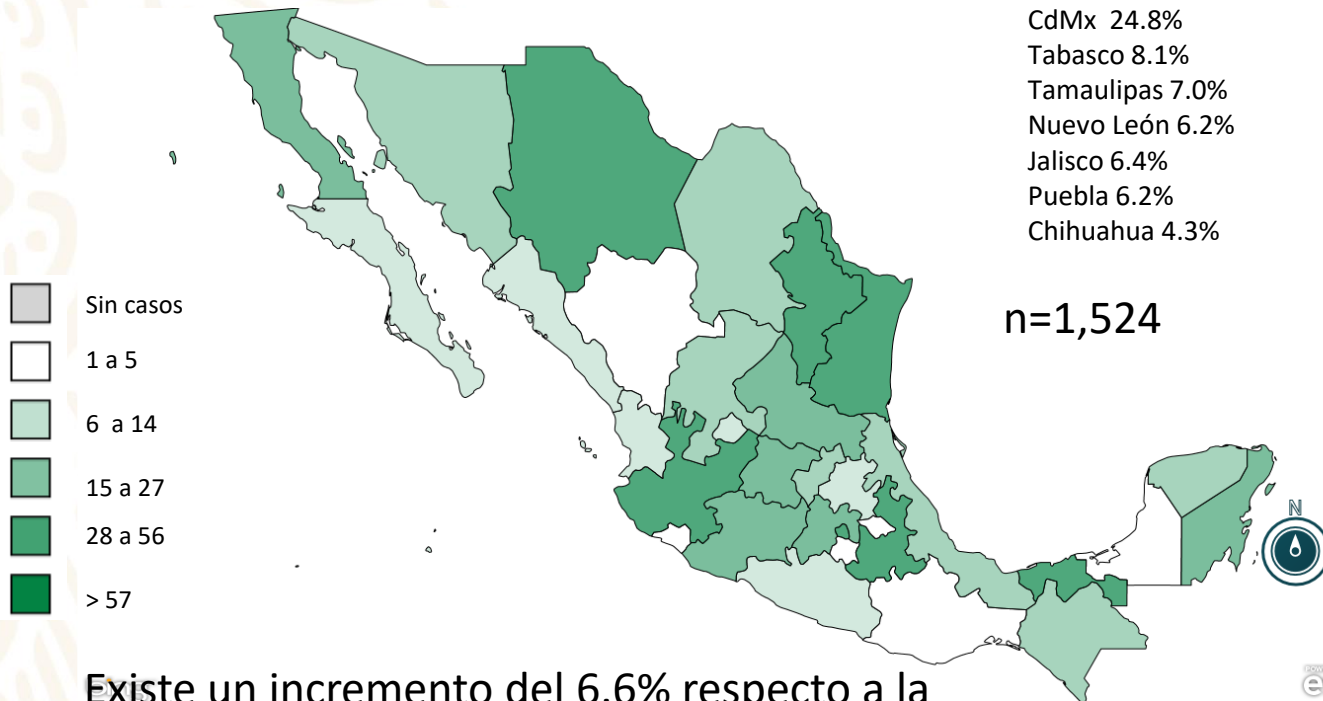 CdMx 24.8%
Tabasco 8.1%
Tamaulipas 7.0%
Nuevo León 6.2%
Jalisco 6.4%
Puebla 6.2%
Chihuahua 4.3%
n=1,524
Sin casos
1 a 5
6 a 14
15 a 27
28 a 56
> 57
N
Existe un incremento del 6.6% respecto a la